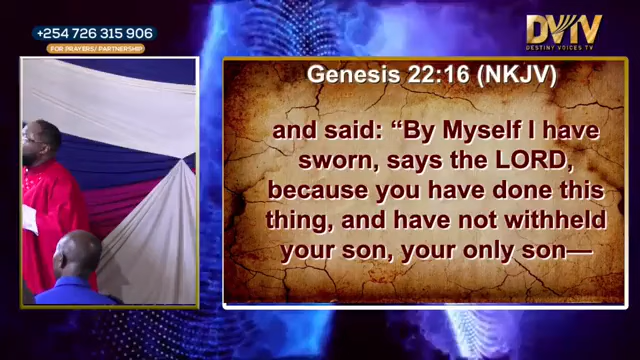 +254 726 315 906
FOR PRAYERS/ PARTNERSHIP
DVTV
DESTINY VOICES TV
Genesis 22:16 (NKJV)
and said: “By Myself I have
sworn, says the LORD,
because you have done this
thing, and have not withheld
your son, your only son—